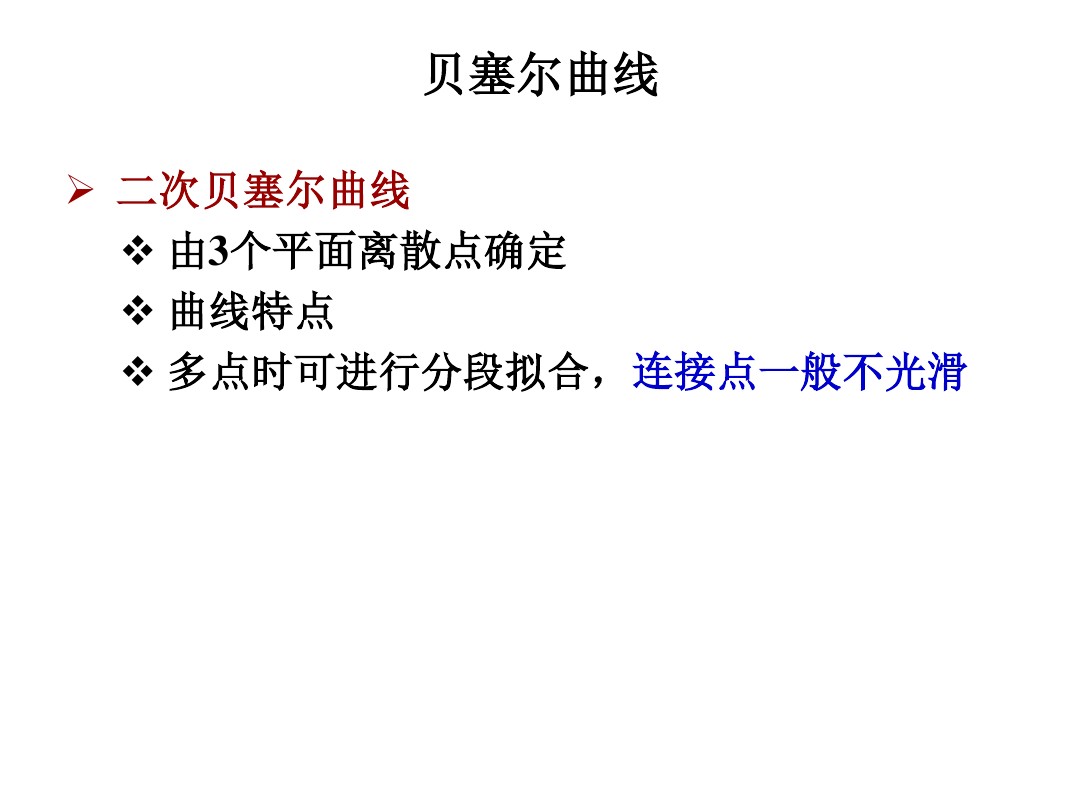 贝塞尔曲线
二次贝塞尔曲线
由3个平面离散点确定
曲线特点
多点时可进行分段拟合，连接点一般不光滑